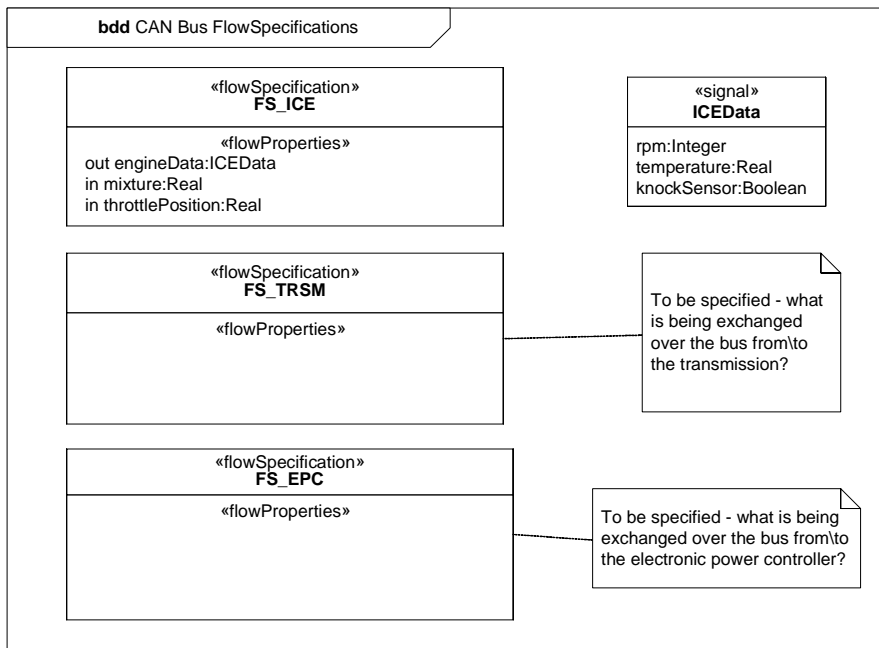 bdd CAN Bus FlowSpecifications
«flowSpecification»
FS_ICE
«flowProperties»
out engineData:ICEData
in mixture:Real
in throttlePosition:Real
«signal»
ICEData
rpm:Integer
temperature:Real
knockSensor:Boolean
«flowSpecification»
FS_TRSM
«flowProperties»
To be specified - what
is being exchanged
over the bus from\to
the transmission?
«flowSpecification»
FS_EPC
«flowProperties»
To be specified - what is being
exchanged over the bus from\to
the electronic power controller?